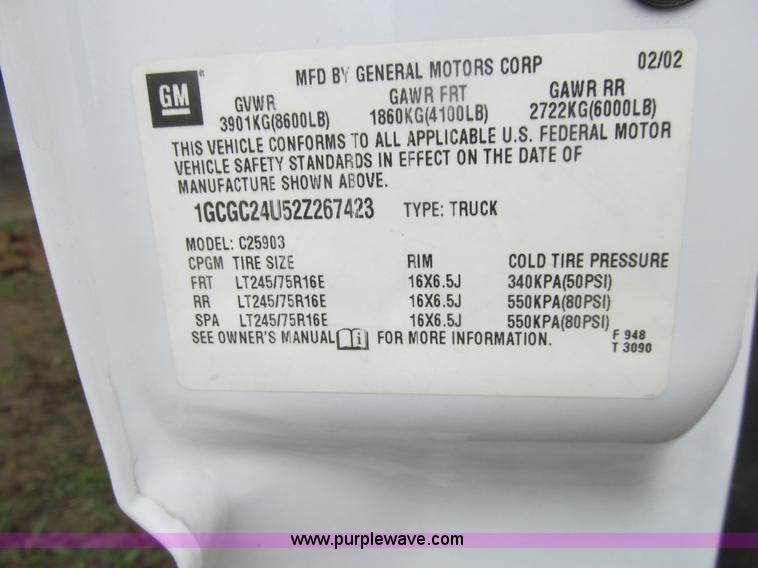 GM
MFD BY GENERAL MOTORS CORP 02/02
GVWR GAWR FRT GAWR RR
3901KG(8600LB) 1860KG(4100LB) 2722KG(6000LB)
THIS VEHICLE CONFORMS TO ALL APPLICABLE U.S. FEDERAL MOTOR
VEHICLE SAFETY STANDARDS IN EFFECT ON THE DATE OF
MANUFACTURE SHOWN ABOVE.
1GCGC24U52Z267423 TYPE: TRUCK
MODEL: C25903
CPGM TIRE SIZE RIM COLD TIRE PRESSURE
FRT LT245/75R16E 16X6.5J 340KPA(50PSI)
RR LT245/75R16E 16X6.5J 550KPA(80PSI)
SPA LT245/75R16E 16X6.5J 550KPA(80PSI)
SEE OWNER'S MANUAL i FOR MORE INFORMATION.
F 948
T 3090
www.purplewave.com